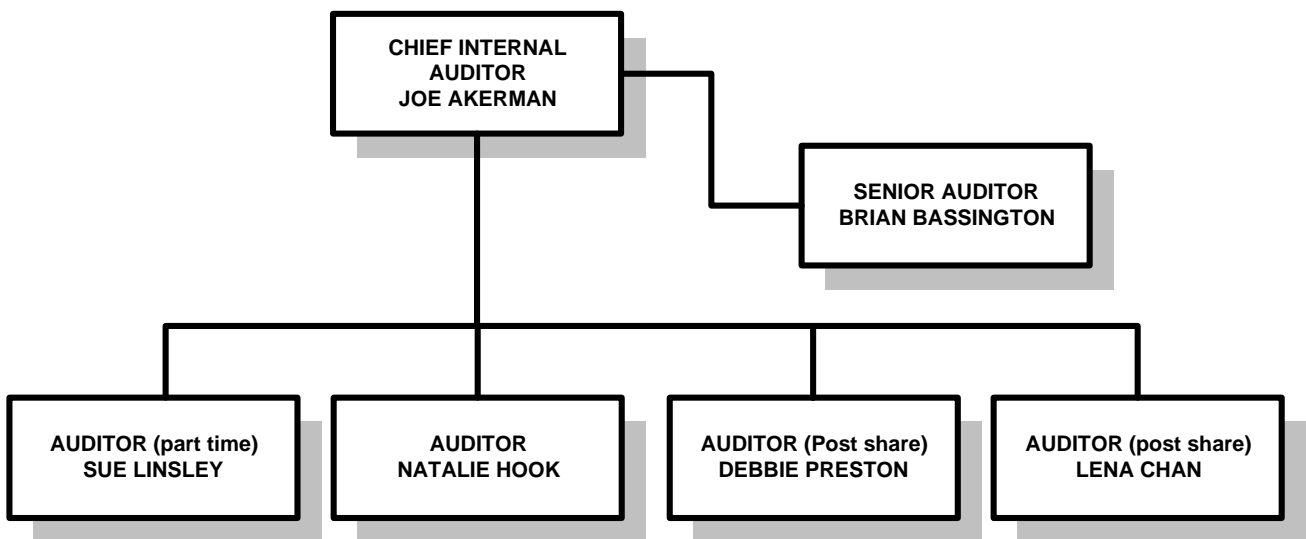 CHIEF INTERNAL
AUDITOR
JOE AKERMAN
SENIOR AUDITOR
BRIAN BASSINGTON
AUDITOR (part time)
SUE LINSLEY
AUDITOR
NATALIE HOOK
AUDITOR (Post share)
DEBBIE PRESTON
AUDITOR (post share)
LENA CHAN